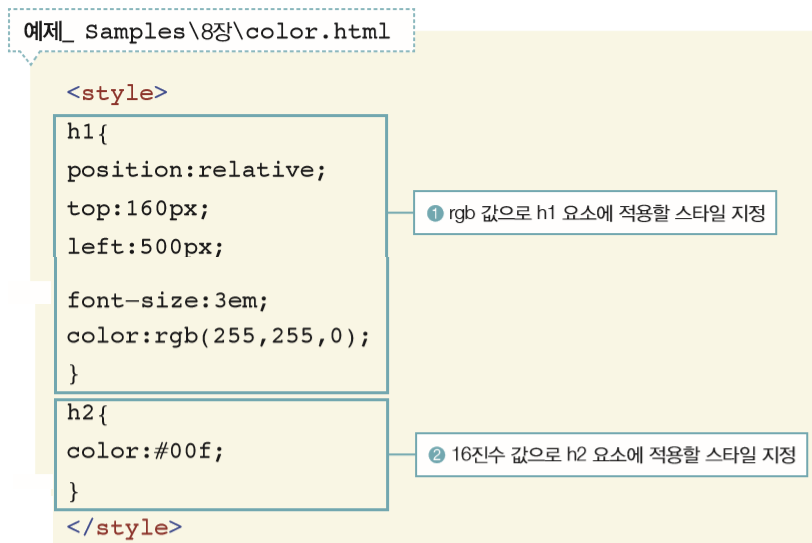 예제_ Samples\8장\color.html
<style>
h1{
position:relative;
top:160px;
❶ rgb 값으로 h1 요소에 적용할 스타일 지정
left:500px;
font-size:3em;
color:rgb(255,255,0);
}
h2{
color:#00f;
❷ 16진수 값으로 h2 요소에 적용할 스타일 지정
}
</style>